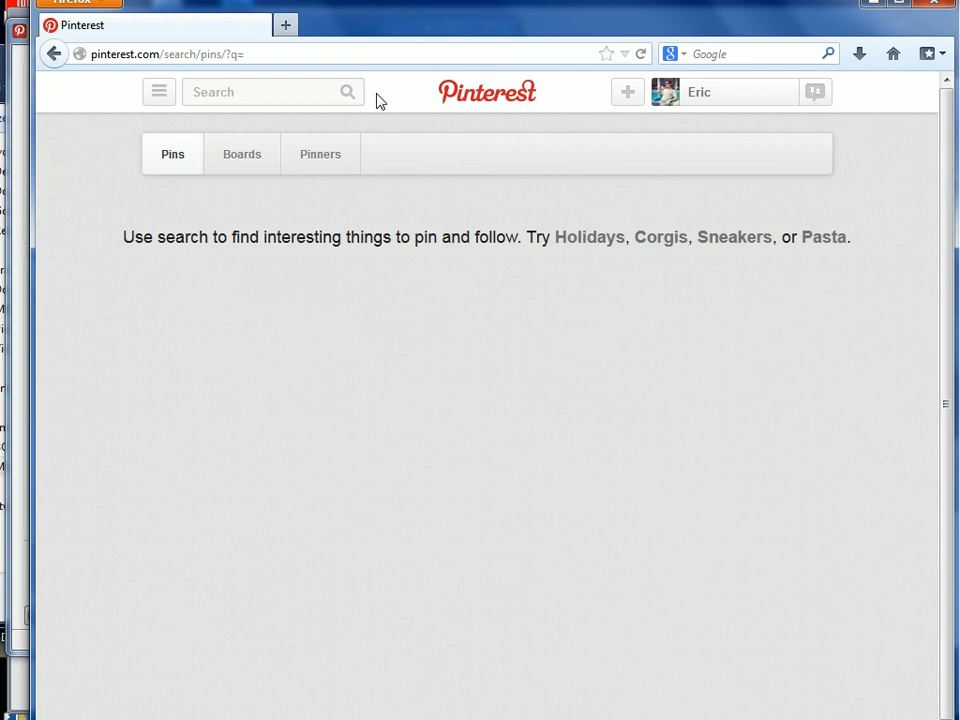 Firefox
Pinterest
pinterest.com/search/pins/?q=
Google
Search
Pinterest
Eric
Pins
Boards
Pinners
Use search to find interesting things to pin and follow. Try Holidays, Corgis, Sneakers, or Pasta.